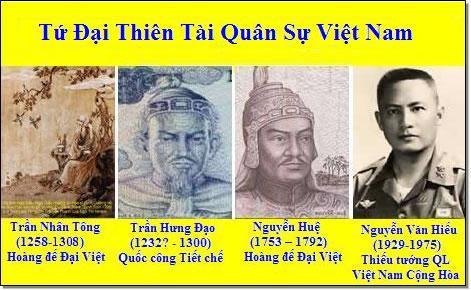 Tứ Đại Thiên Tài Quân Sự Việt Nam
Trần Nhân Tông
(1258-1308)
Hoàng đế Đại Việt
Trần Hưng Đạo
(1232? - 1300)
Quốc công Tiết chế
Nguyễn Huệ
(1753 – 1792)
Hoàng đế Đại Việt
Nguyễn Văn Hiếu
(1929-1975)
Thiếu tướng QL
Việt Nam Cộng Hòa